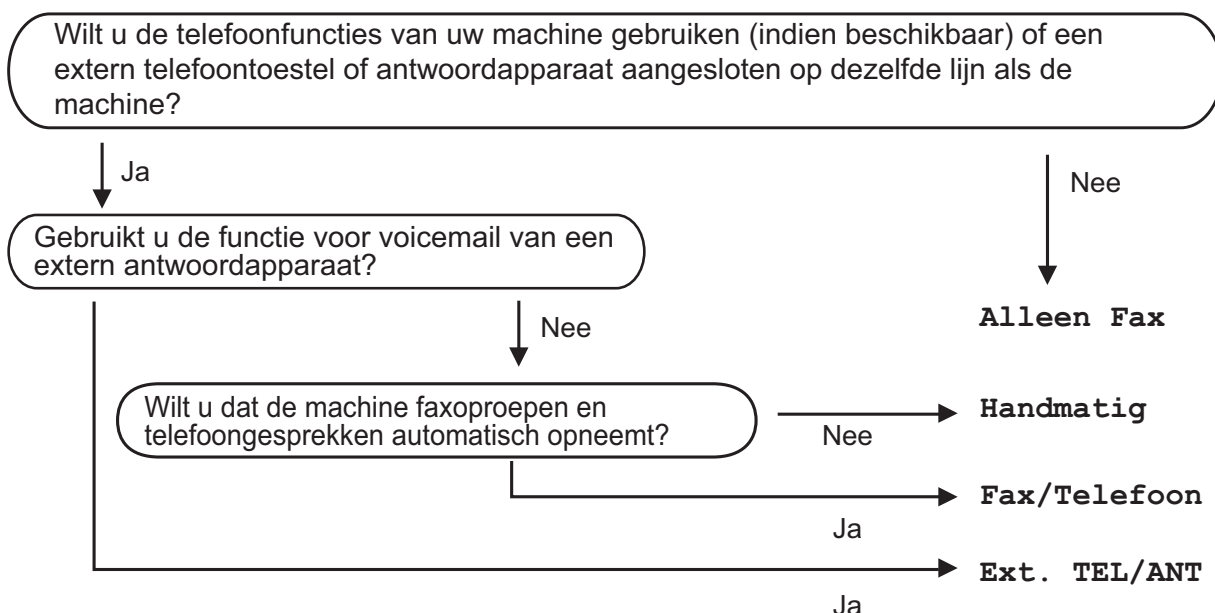 Wilt u de telefoonfuncties van uw machine gebruiken (indien beschikbaar) of een
extern telefoontoestel of antwoordapparaat aangesloten op dezelfde lijn als de
machine?
Ja
Nee
Gebruikt u de functie voor voicemail van een
extern antwoordapparaat?
Nee
Alleen Fax
Wilt u dat de machine faxoproepen en
telefoongesprekken automatisch opneemt?
Nee
Handmatig
Ja
Fax/Telefoon
Ja
Ext. TEL/ANT